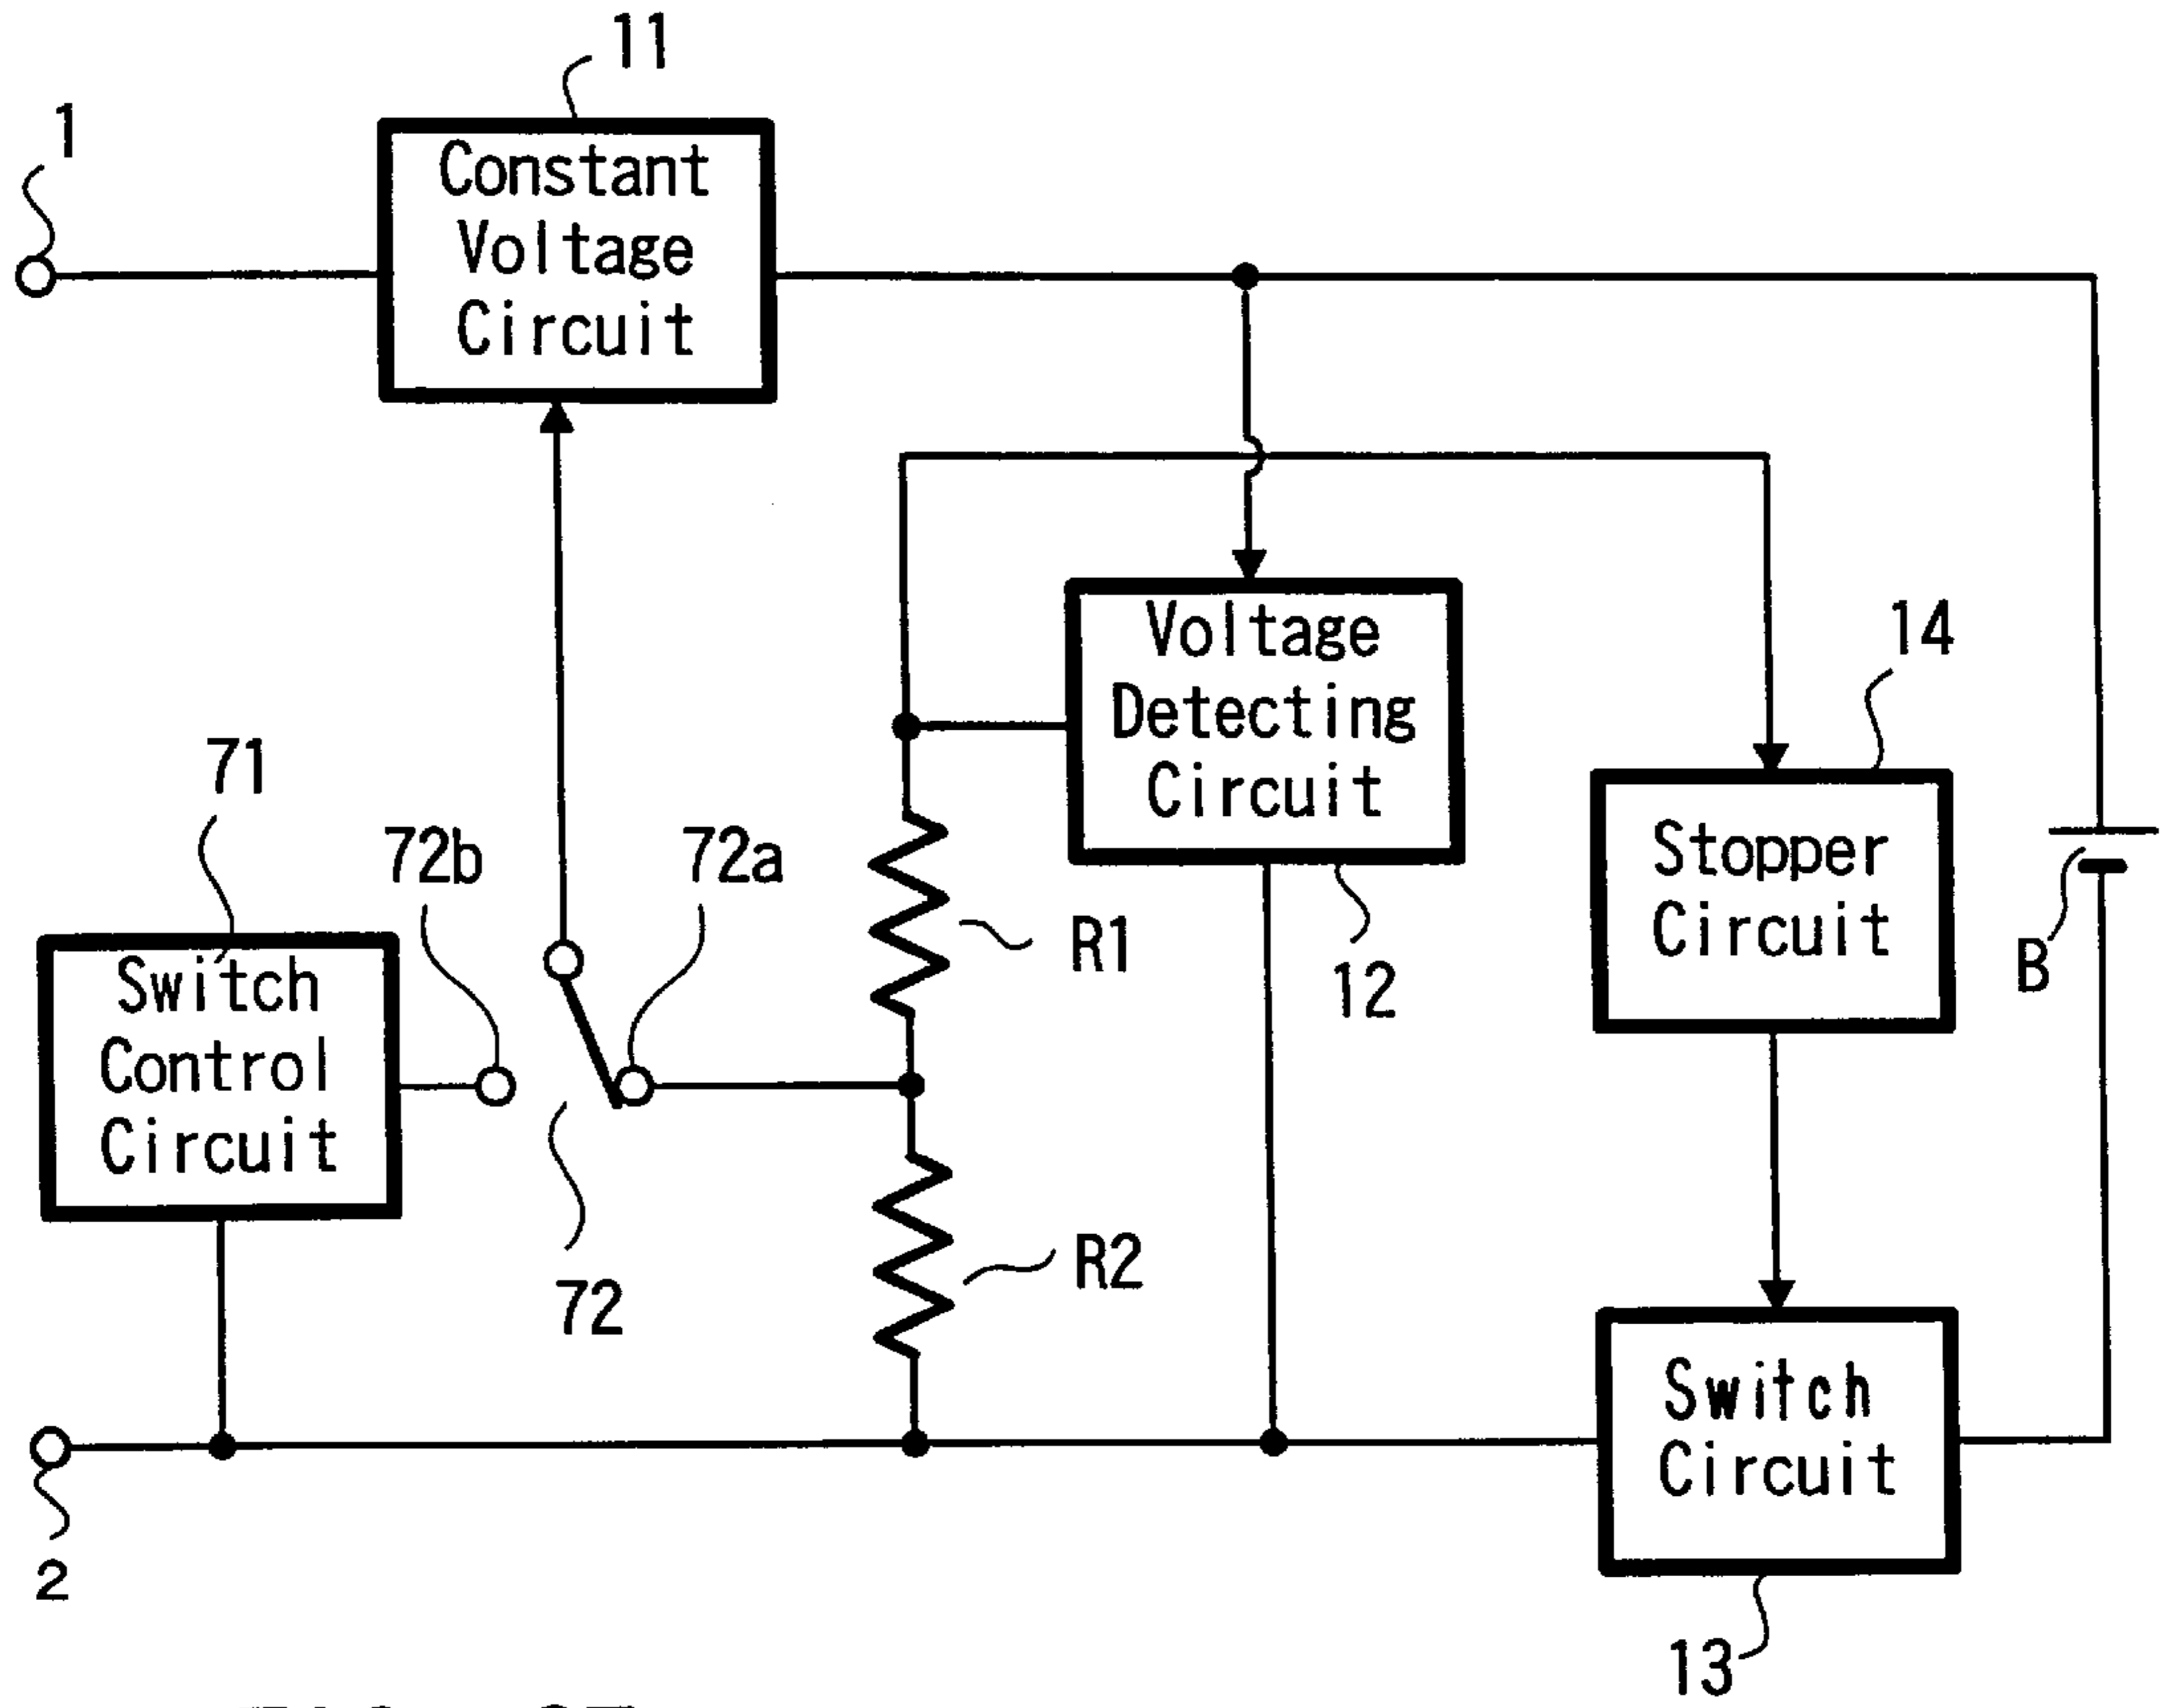 11
1
Constant
Voltage
Circuit
Voltage
Detecting
Circuit
14
71
72b
72a
Stopper
Circuit
R1
12
B
Switch
Control
Circuit
72
R2
Switch
Circuit
2
13